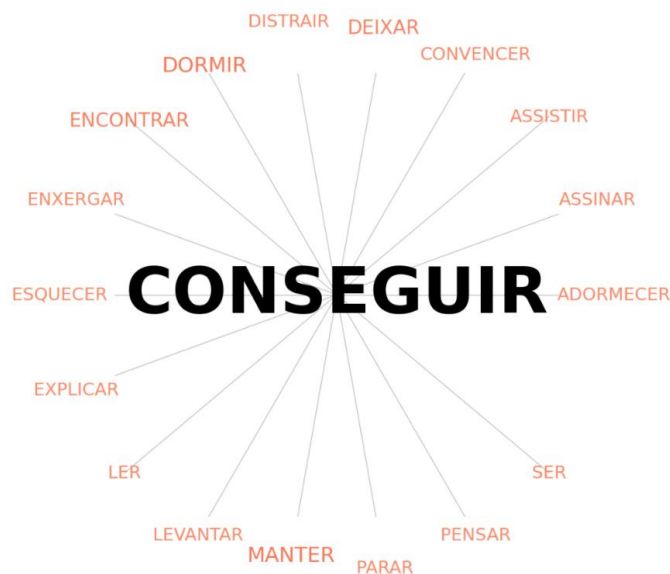 DISTRAIR
DEIXAR
CONVENCER
DORMIR
ASSISTIR
ENCONTRAR
ENXERGAR
ASSINAR
ESQUECER
CONSEGUIR
ADORMECER
EXPLICAR
LER
SER
LEVANTAR
PENSAR
MANTER
PARAR